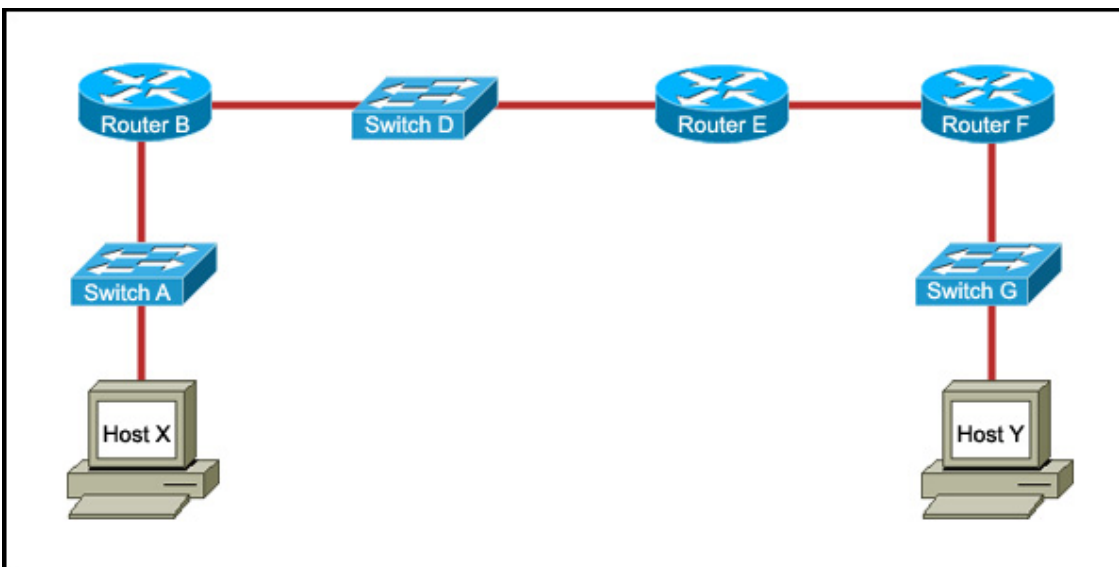 Router B
Switch D
Router E
Router F
Switch A
Switch G
Host X
Host Y